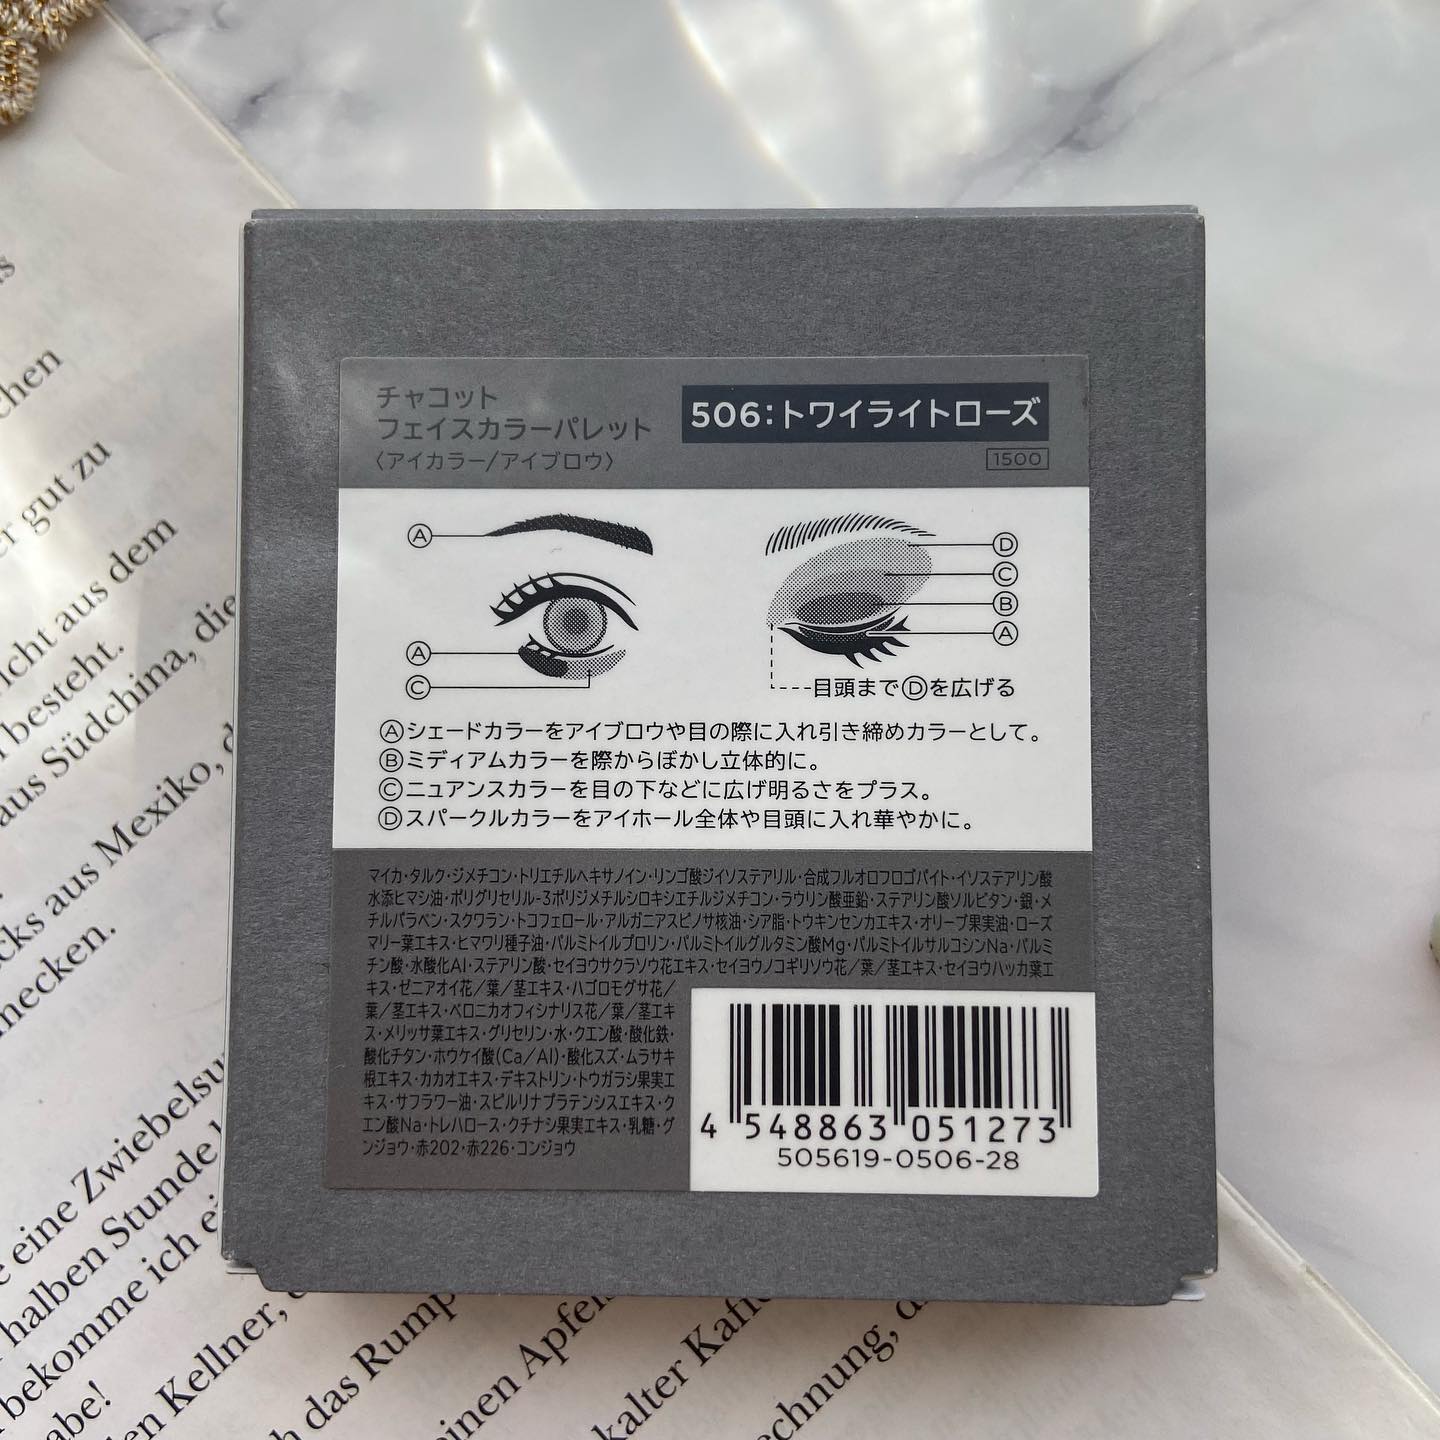 チャコット
フェイスカラーパレット
〈アイカラー/アイブロウ〉
506:トワイライトローズ
1500
A
A
C
D
C
B
A
目頭までⒹを広げる
Ⓐシェードカラーをアイブロウや目の際に入れ引き締めカラーとして。
Ⓑミディアムカラーを際からぼかし立体的に。
Ⓒニュアンスカラーを目の下などに広げ明るさをプラス。
Ⓓスパークルカラーをアイホール全体や目頭に入れ華やかに。
マイカ・タルク・ジメチコン・トリエチルヘキサノイン・リンゴ酸ジイソステアリル・合成フルオロフロゴパイト・イソステアリン酸
水添ヒマシ油・ポリグリセリル-3ポリジメチルシロキシエチルジメチコン・ラウリン酸亜鉛・ステアリン酸ソルビタン・銀・メ
チルパラベン・スクワラン・トコフェロール・アルガニアスピノサ核油・シア脂・トウキンセンカエキス・オリーブ果実油・ローズ
マリー葉エキス・ヒマワリ種子油・パルミトイルプロリン・パルミトイルグルタミン酸Mg・パルミトイルサルコシンNa・パルミ
チン酸・水酸化Al・ステアリン酸・セイヨウサクラソウ花エキス・セイヨウノコギリソウ花/葉/茎エキス・セイヨウハッカ葉エ
キス・ゼニアオイ花/葉/茎エキス・ハゴロモグサ花/
葉/茎エキス・ベロニカオフィシナリス花/葉/茎エキ
ス・メリッサ葉エキス・グリセリン・水・クエン酸・酸化鉄・
酸化チタン・ホウケイ酸(Ca/Al)・酸化スズ・ムラサキ
根エキス・カカオエキス・デキストリン・トウガラシ果実エ
キス・サフラワー油・スピルリナプラテンシスエキス・ク
エン酸Na・トレハロース・クチナシ果実エキス・乳糖・グ
ンジョウ・赤202・赤226・コンジョウ
4 548863 051273
505619-0506-28
er gut zu
icht aus dem
besteht.
aus Südchina, die
cks aus Mexiko,
necken.
eine Zwiebelsu
halben Stunde
bekomme ich ei
abe!
den Kellner,
ch das Rump
einen Apfel
kalter Kaf
chnung, d